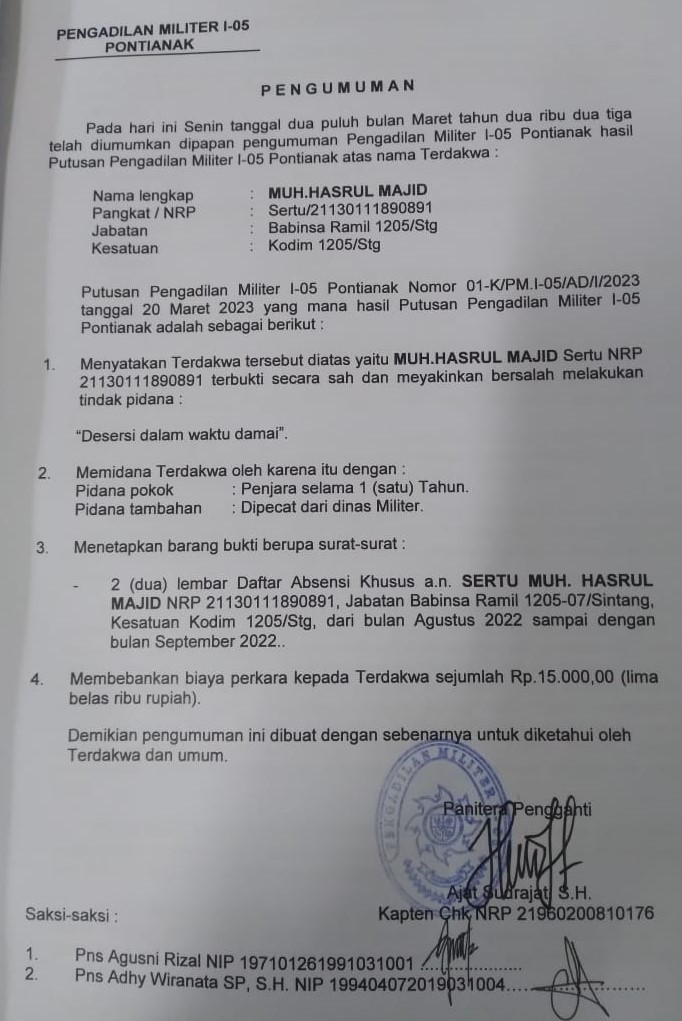 PENGADILAN MILITER I-05
PONTIANAK
PENGUMUMAN
Pada hari ini Senin tanggal dua puluh bulan Maret tahun dua ribu dua tiga
telah diumumkan dipapan pengumuman Pengadilan Militer I-05 Pontianak hasil
Putusan Pengadilan Militer I-05 Pontianak atas nama Terdakwa :
Nama lengkap : MUH.HASRUL MAJID
Pangkat / NRP : Sertu/21130111890891
Jabatan : Babinsa Ramil 1205/Stg
Kesatuan : Kodim 1205/Stg
Putusan Pengadilan Militer I-05 Pontianak Nomor 01-K/PM.I-05/AD/I/2023
tanggal 20 Maret 2023 yang mana hasil Putusan Pengadilan Militer I-05
Pontianak adalah sebagai berikut :
1. Menyatakan Terdakwa tersebut diatas yaitu MUH.HASRUL MAJID Sertu NRP
21130111890891 terbukti secara sah dan meyakinkan bersalah melakukan
tindak pidana :
“Desersi dalam waktu damai”.
2. Memidana Terdakwa oleh karena itu dengan :
Pidana pokok : Penjara selama 1 (satu) Tahun.
Pidana tambahan : Dipecat dari dinas Militer.
3. Menetapkan barang bukti berupa surat-surat :
- 2 (dua) lembar Daftar Absensi Khusus a.n. SERTU MUH. HASRUL
MAJID NRP 21130111890891, Jabatan Babinsa Ramil 1205-07/Sintang,
Kesatuan Kodim 1205/Stg, dari bulan Agustus 2022 sampai dengan
bulan September 2022..
4. Membebankan biaya perkara kepada Terdakwa sejumlah Rp.15.000,00 (lima
belas ribu rupiah).
Demikian pengumuman ini dibuat dengan sebenarnya untuk diketahui oleh
Terdakwa dan umum.
PENGADILAN MILITER
Panitera Pengganti
Ajat Sudrajat, S.H.
Kapten Chk NRP 21960200810176
Saksi-saksi :
1. Pns Agusni Rizal NIP 197101261991031001 ......................
2. Pns Adhy Wiranata SP, S.H. NIP 199404072019031004......................